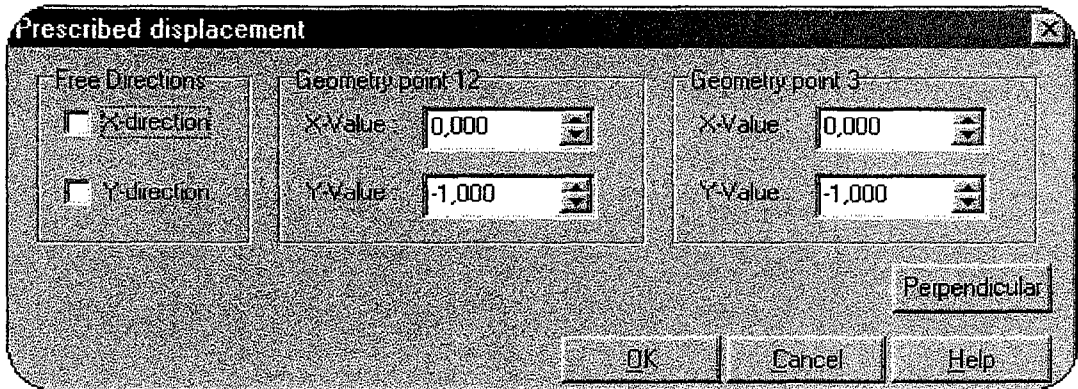 Prescribed displacement
Free Directions
X-direction
Y-direction
Geometry point 12
X-Value :
0,000
Y-Value :
-1,000
Geometry point 3
X-Value
0,000
Y-Value :
-1,000
Perpendicular
OK
Cancel
Help